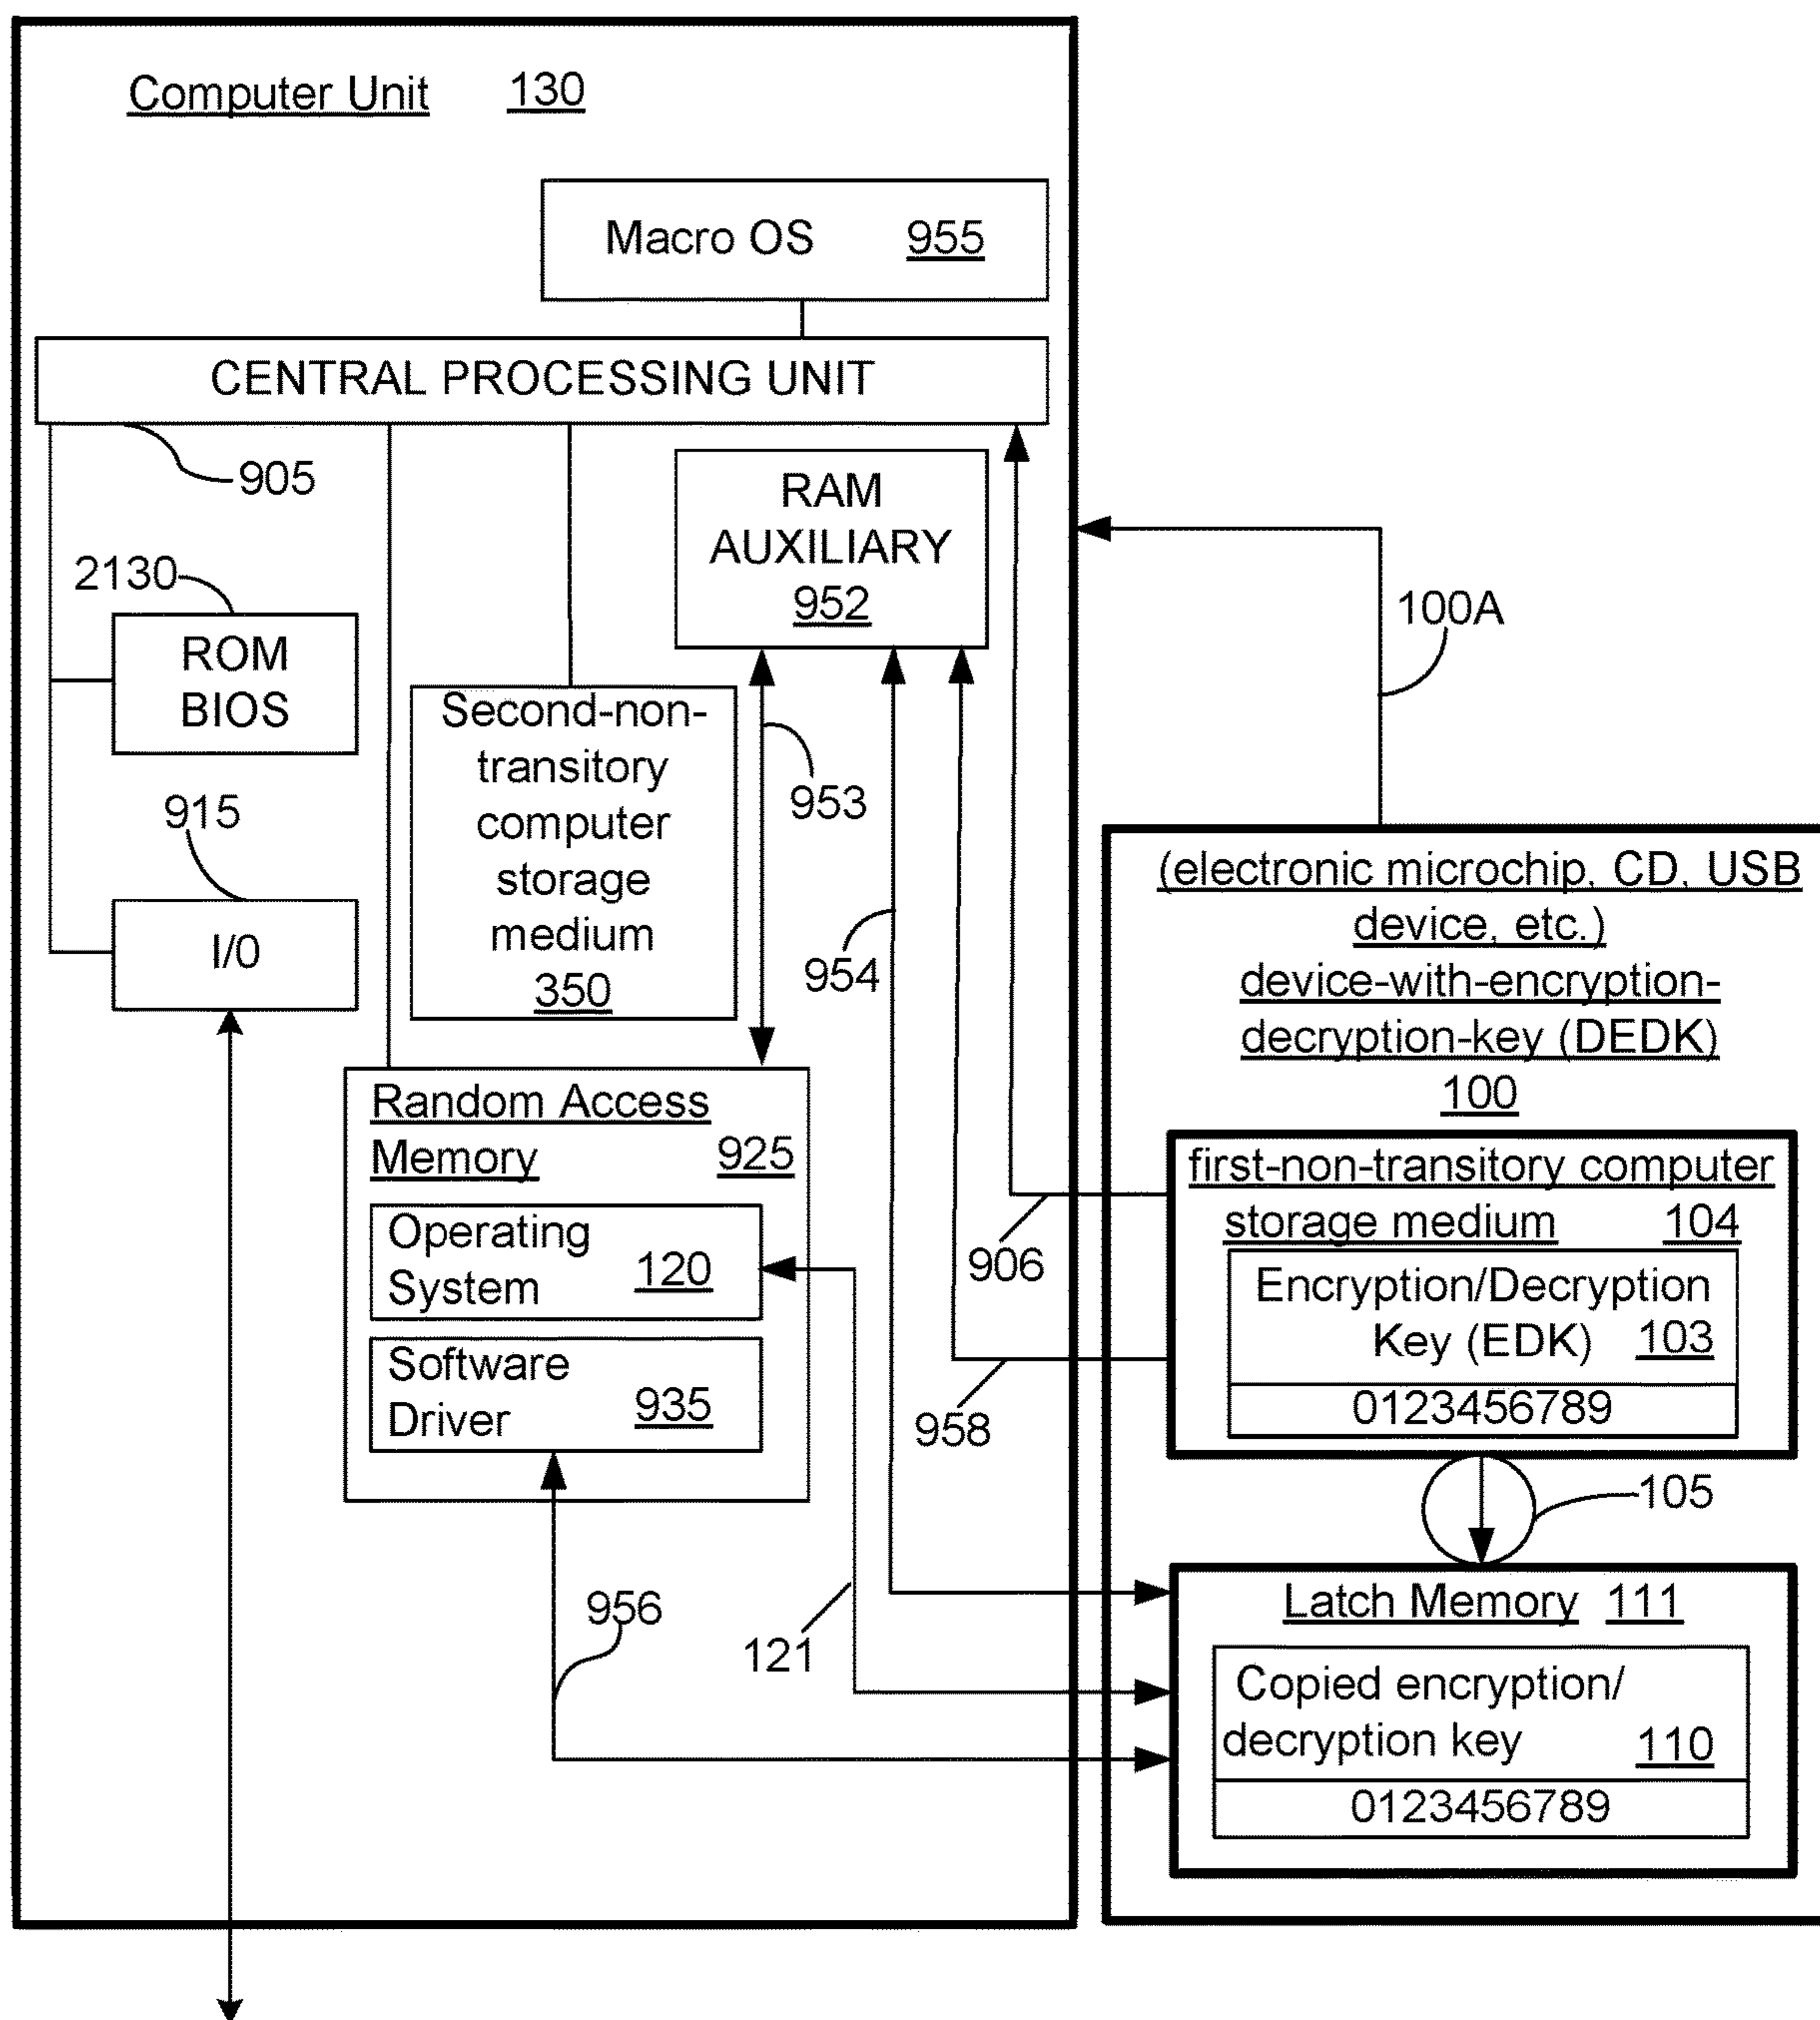 Computer Unit 130
Macro OS 955
CENTRAL PROCESSING UNIT
905
RAM
AUXILIARY
952
2130
ROM
BIOS
100A
Second-non-
transitory
computer
storage
medium
350
953
915
I/0
954
(electronic microchip, CD, USB
device, etc.)
device-with-encryption-
decryption-key (DEDK)
100
Random Access
Memory 925
Operating
System 120
Software
Driver 935
906
958
first-non-transitory computer
storage medium 104
Encryption/Decryption
Key (EDK) 103
0123456789
105
956
121
Latch Memory 111
Copied encryption/
decryption key 110
0123456789